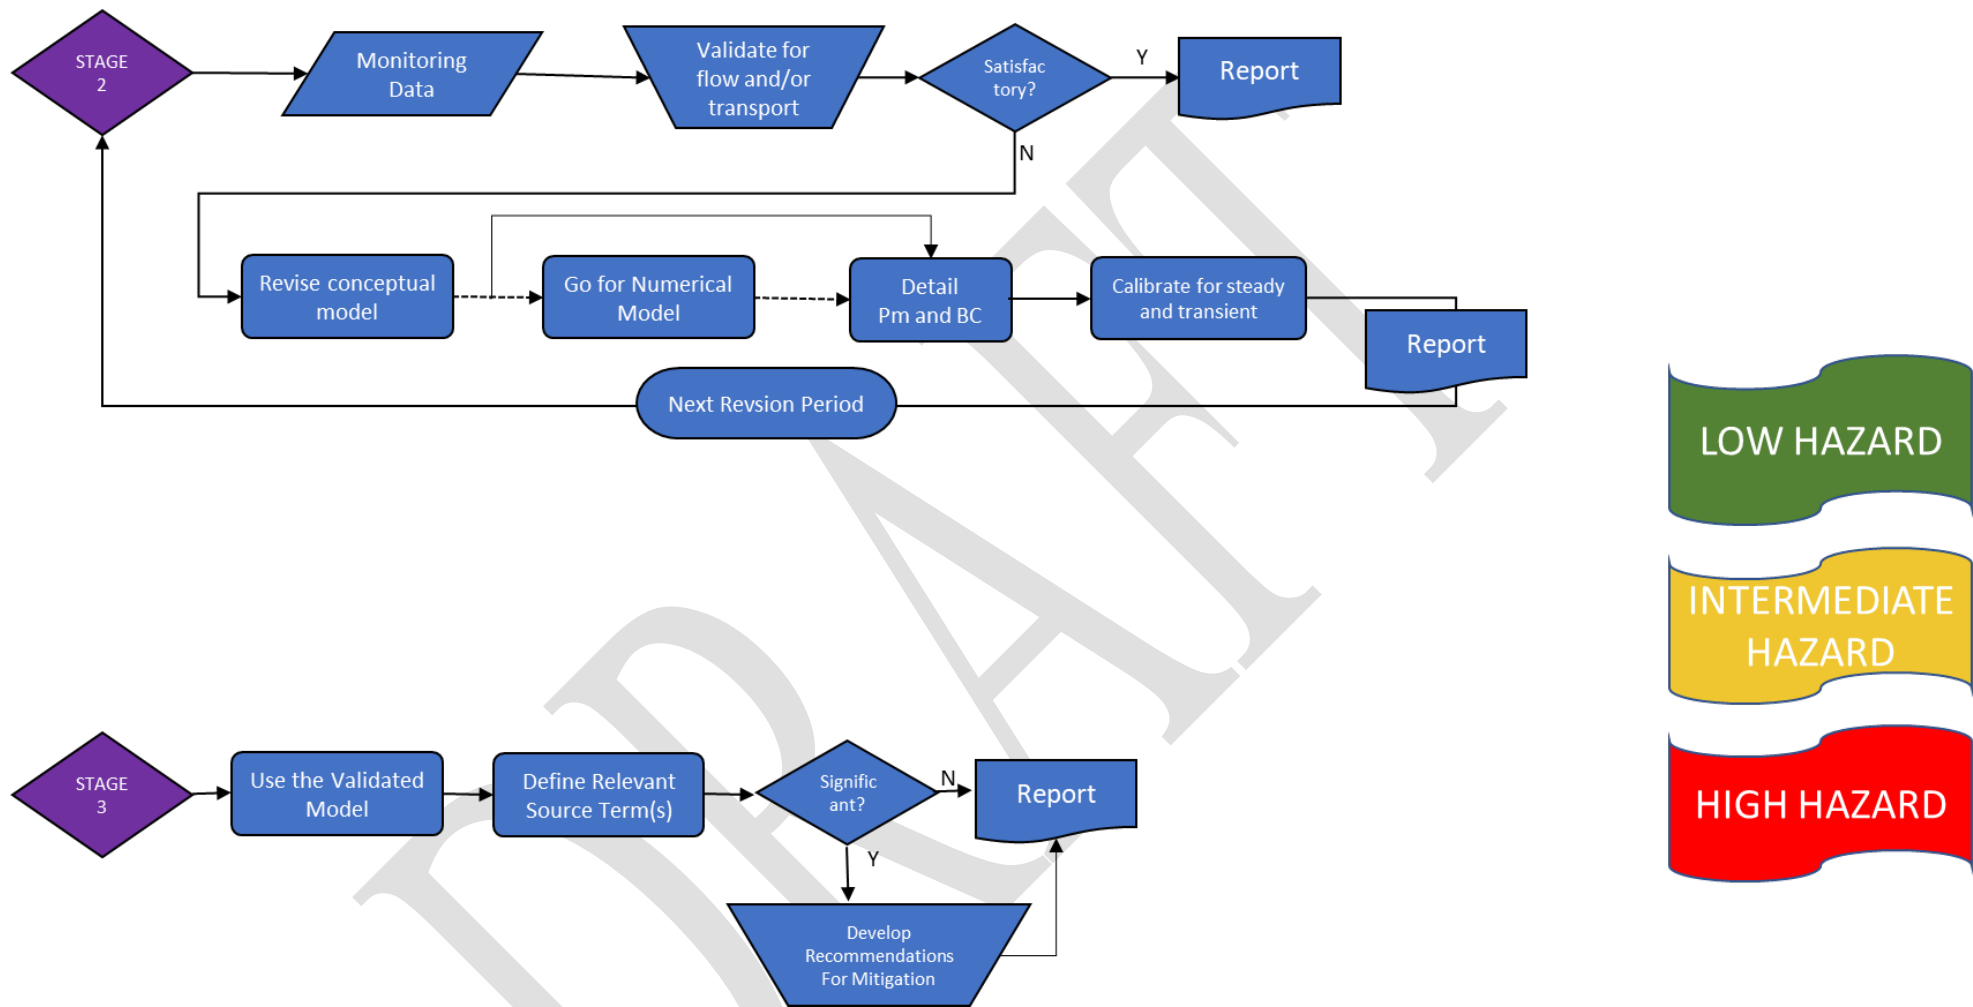 STAGE
2
Monitoring
Data
Validate for
flow and/or
transport
Satisfac
tory?
Y
Report
N
Revise conceptual
model
Go for Numerical
Model
Detail
Pm and BC
Calibrate for steady
and transient
Report
Next Revsion Period
LOW HAZARD
INTERMEDIATE
HAZARD
HIGH HAZARD
STAGE
3
Use the Validated
Model
Define Relevant
Source Term(s)
Signific
ant?
N
Report
Y
Develop
Recommendations
For Mitigation
DRAFT